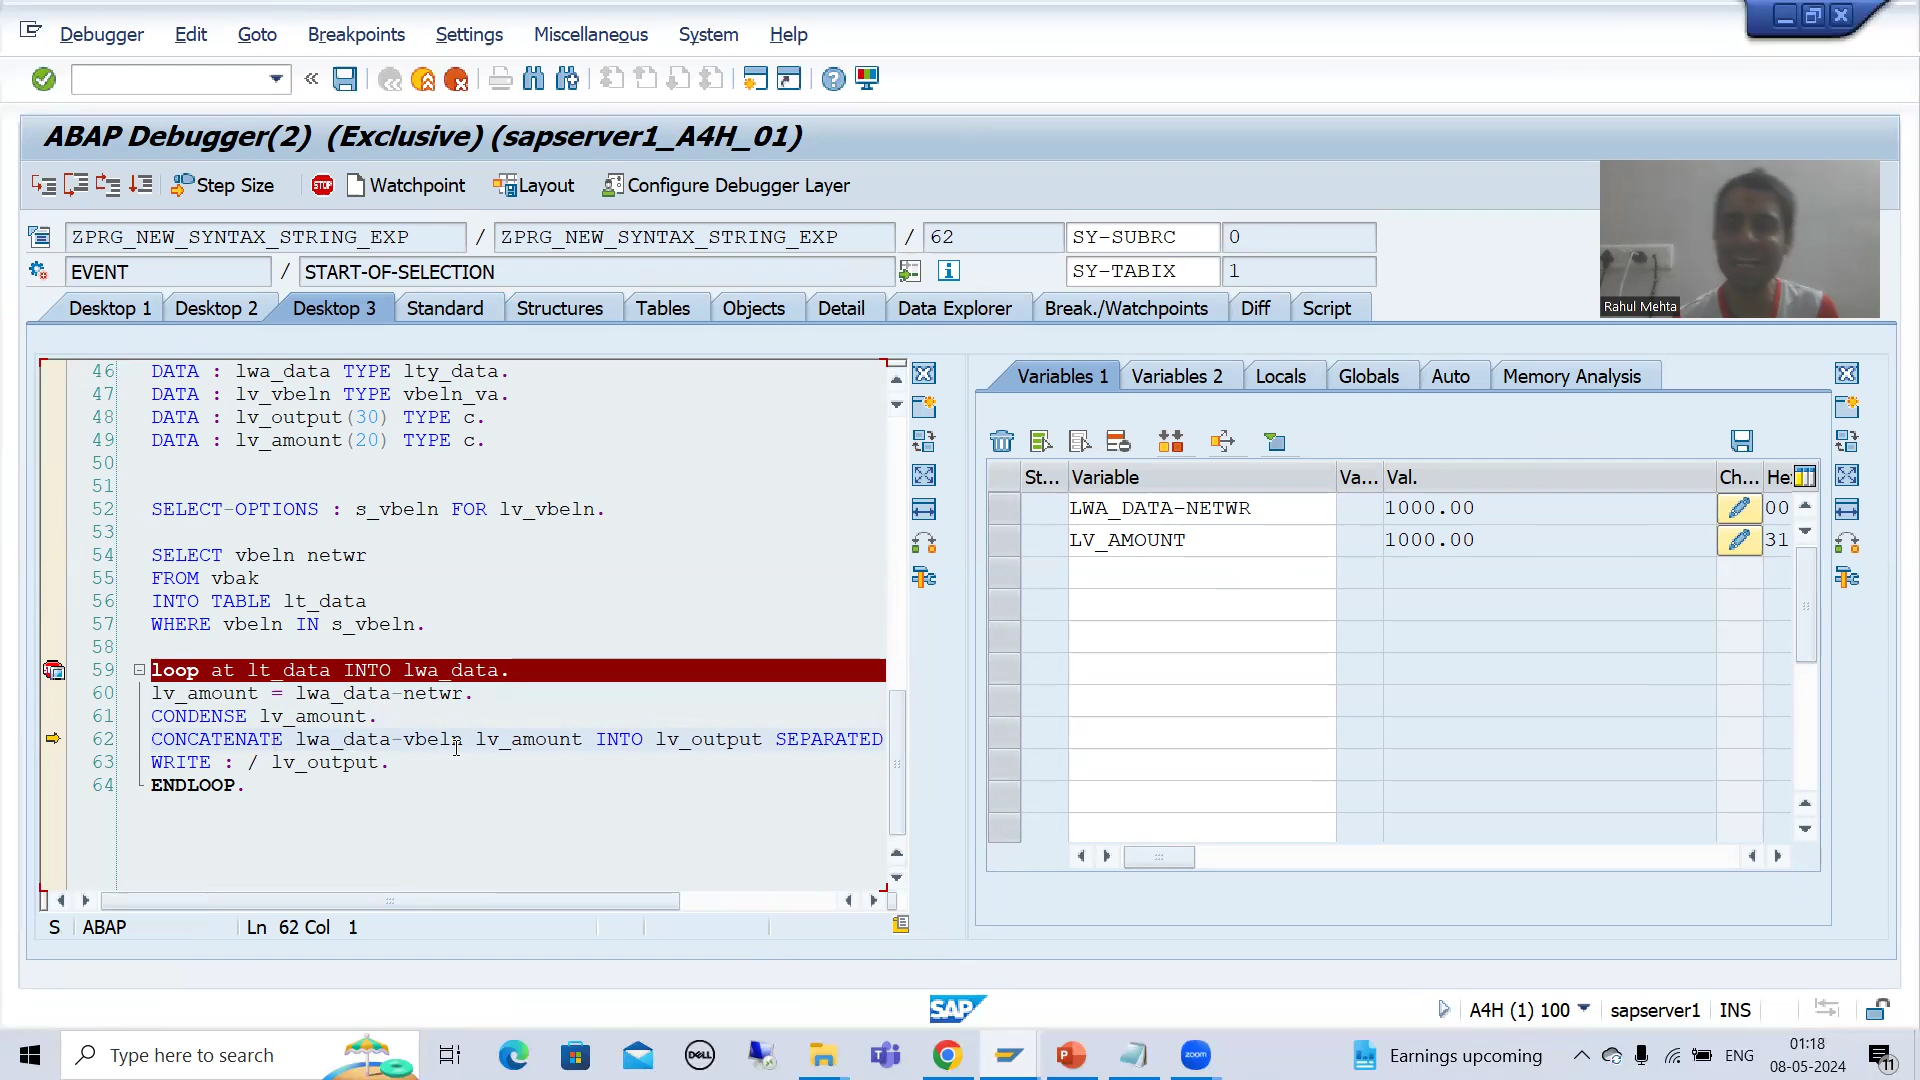 Debugger Edit Goto Breakpoints Settings Miscellaneous System Help
ABAP Debugger(2) (Exclusive) (sapserver1_A4H_01)
Step Size STOP Watchpoint Layout Configure Debugger Layer
ZPRG_NEW_SYNTAX_STRING_EXP / ZPRG_NEW_SYNTAX_STRING_EXP / 62 SY-SUBRC 0
EVENT / START-OF-SELECTION SY-TABIX 1
Rahul Mehta
Desktop 1 Desktop 2 Desktop 3 Standard Structures Tables Objects Detail Data Explorer Break./Watchpoints Diff Script
46 DATA : lwa_data TYPE lty_data.
47 DATA : lv_vbeln TYPE vbeln_va.
48 DATA : lv_output(30) TYPE c.
49 DATA : lv_amount(20) TYPE c.
50
51
52 SELECT-OPTIONS : s_vbeln FOR lv_vbeln.
53
54 SELECT vbeln netwr
55 FROM vbak
56 INTO TABLE lt_data
57 WHERE vbeln IN s_vbeln.
58
59 loop at lt_data INTO lwa_data.
60 lv_amount = lwa_data-netwr.
61 CONDENSE lv_amount.
62 CONCATENATE lwa_data-vbeln lv_amount INTO lv_output SEPARATED
63 WRITE : / lv_output.
64 ENDLOOP.
S ABAP Ln 62 Col 1
Variables 1 Variables 2 Locals Globals Auto Memory Analysis
St... Variable Va... Val. Ch... Hex
LWA_DATA-NETWR 1000.00 00
LV_AMOUNT 1000.00 31
SAP
A4H (1) 100 sapserver1 INS
Type here to search
DELL
zoom
Earnings upcoming
ENG
01:18
08-05-2024
11